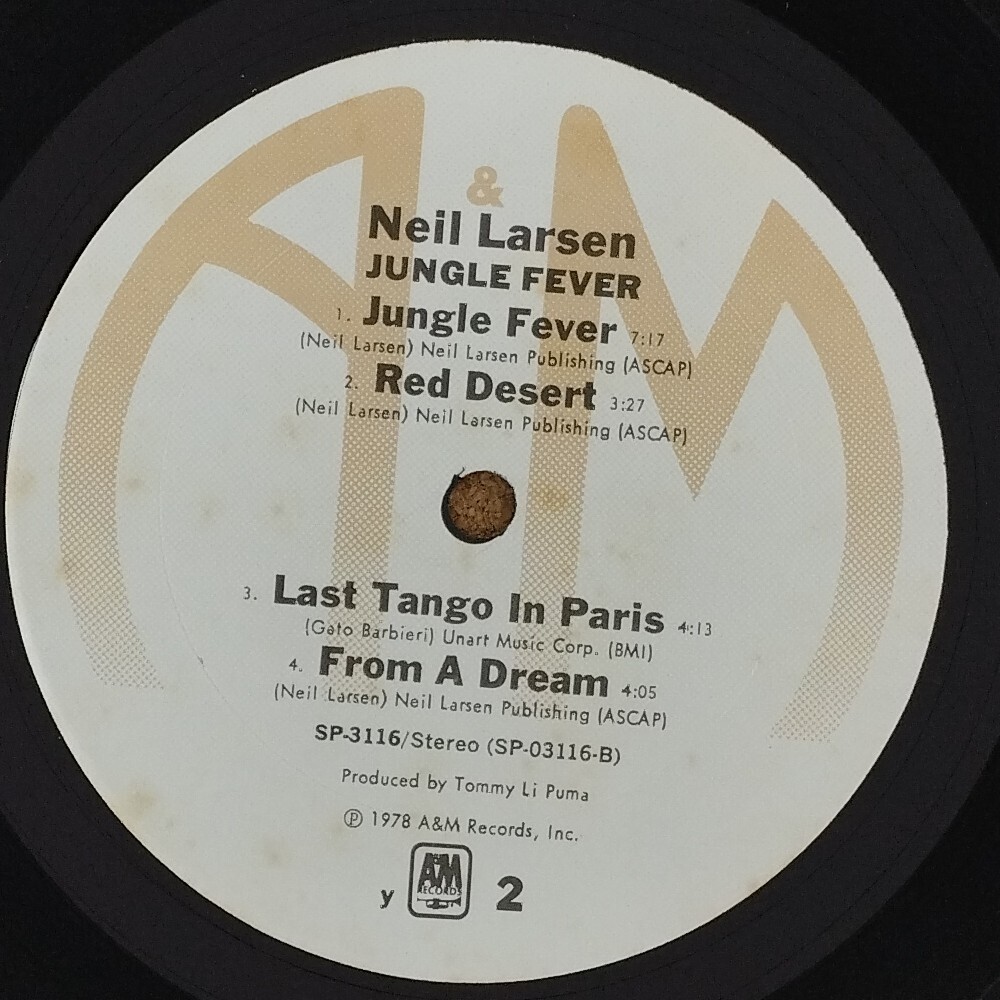 A&M
Neil Larsen
JUNGLE FEVER
1. Jungle Fever 7:17
(Neil Larsen) Neil Larsen Publishing (ASCAP)
2. Red Desert 3:27
(Neil Larsen) Neil Larsen Publishing (ASCAP)
3. Last Tango In Paris 4:13
(Gato Barbieri) Unart Music Corp. (BMI)
4. From A Dream 4:05
(Neil Larsen) Neil Larsen Publishing (ASCAP)
SP-3116/Stereo (SP-03116-B)
Produced by Tommy Li Puma
℗ 1978 A&M Records, Inc.
y A&M RECORDS 2